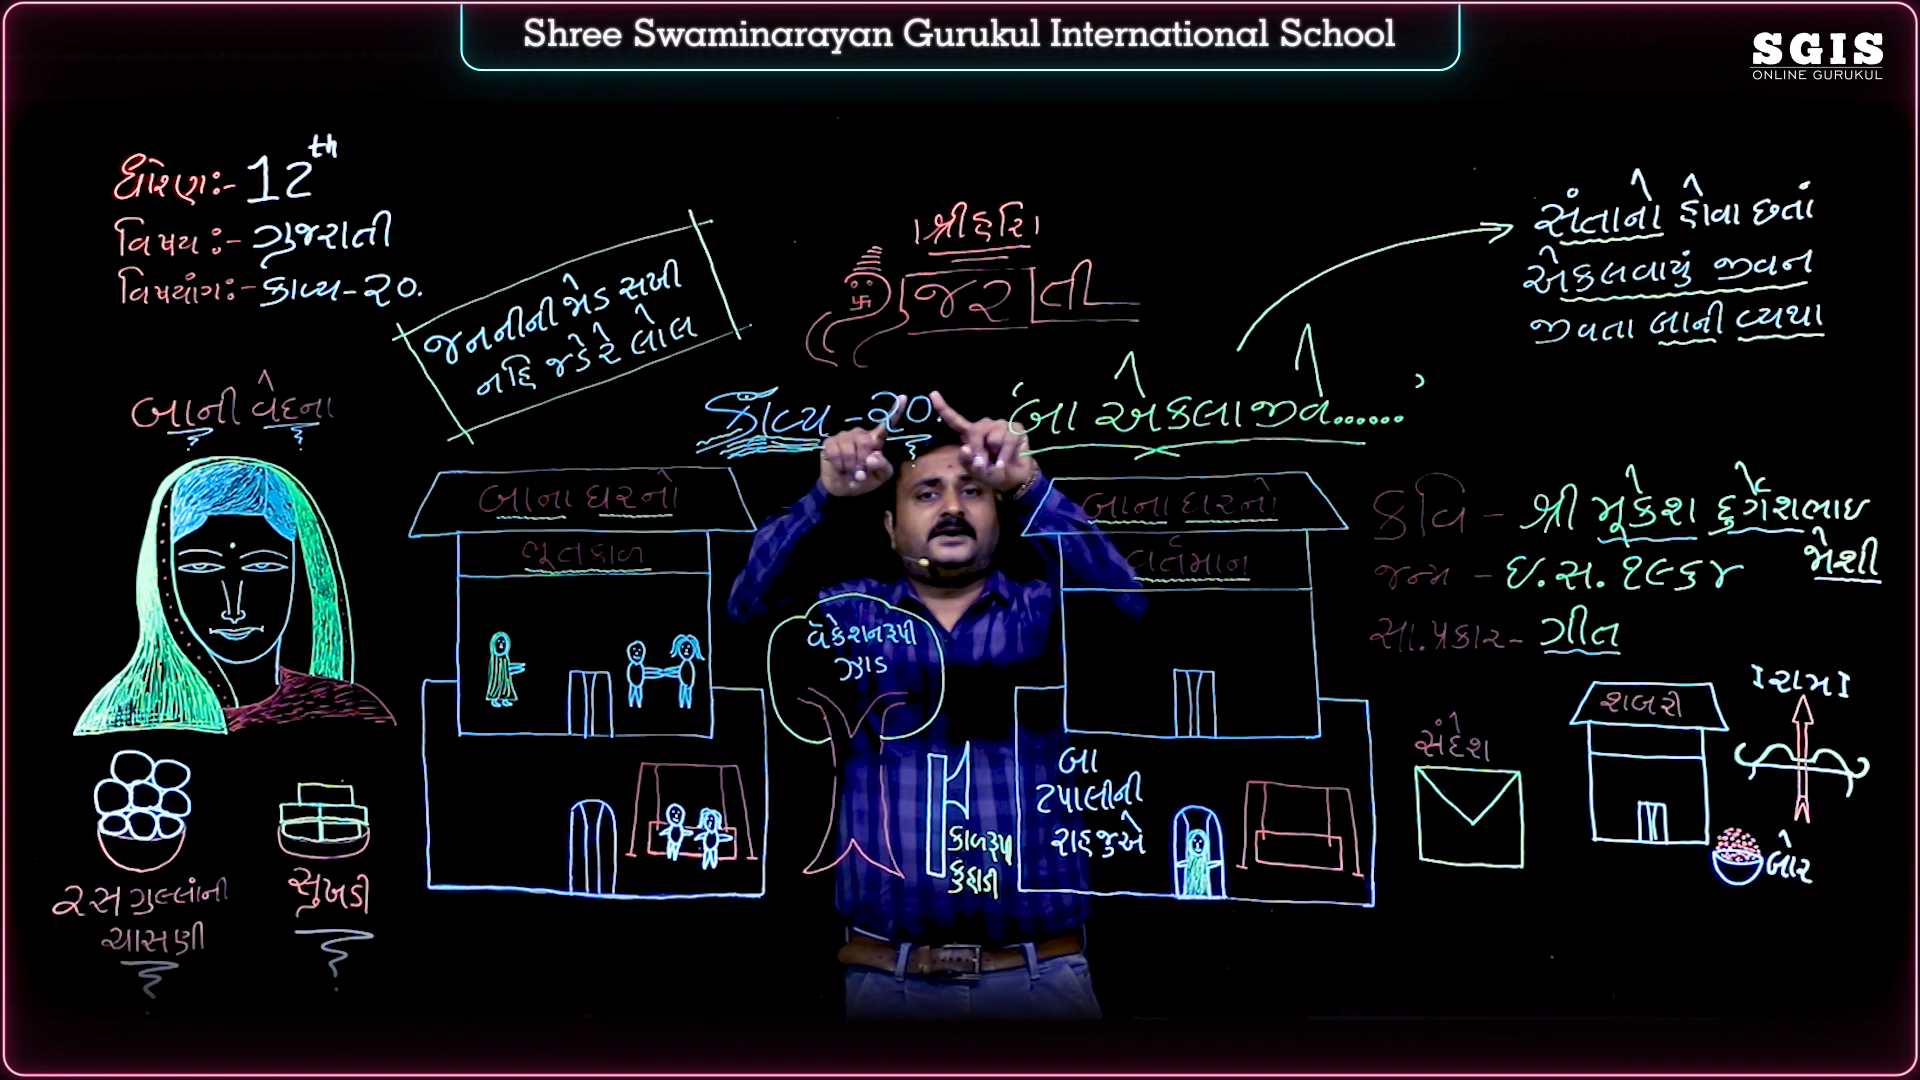 Shree Swaminarayan Gurukul International School
SGIS
ONLINE GURUKUL
ધોરણ:- 12th
વિષય :- ગુજરાતી
વિષયાંગ:- કાવ્ય-૨૦.
જનનીની જોડ સખી
નહિ જડે રે લોલ
।શ્રીહરિ।
જરાતી
કાવ્ય-૨૦. 'બા એકલા જીવે......'
સંતાનો હોવા છતાં
એકલવાયું જીવન
જીવતા બાની વ્યથા
બાની વેદના
રસગુલ્લાંની
ચાસણી
સુખડી
બાના ઘરનો
ભૂતકાળ
વૅકેશનરૂપી
ઝાડ
કાળરૂપી
કુહાડી
બાના ઘરનો
વર્તમાન
બા
ટપાલીની
રાહ જુએ
કવિ - શ્રી મૂકેશ દુર્ગેશભાઇ
જોશી
જન્મ - ઇ.સ. ૧૯૬૪
સા.પ્રકાર- ગીત
સંદેશ
શબરી
।રામ।
બોર